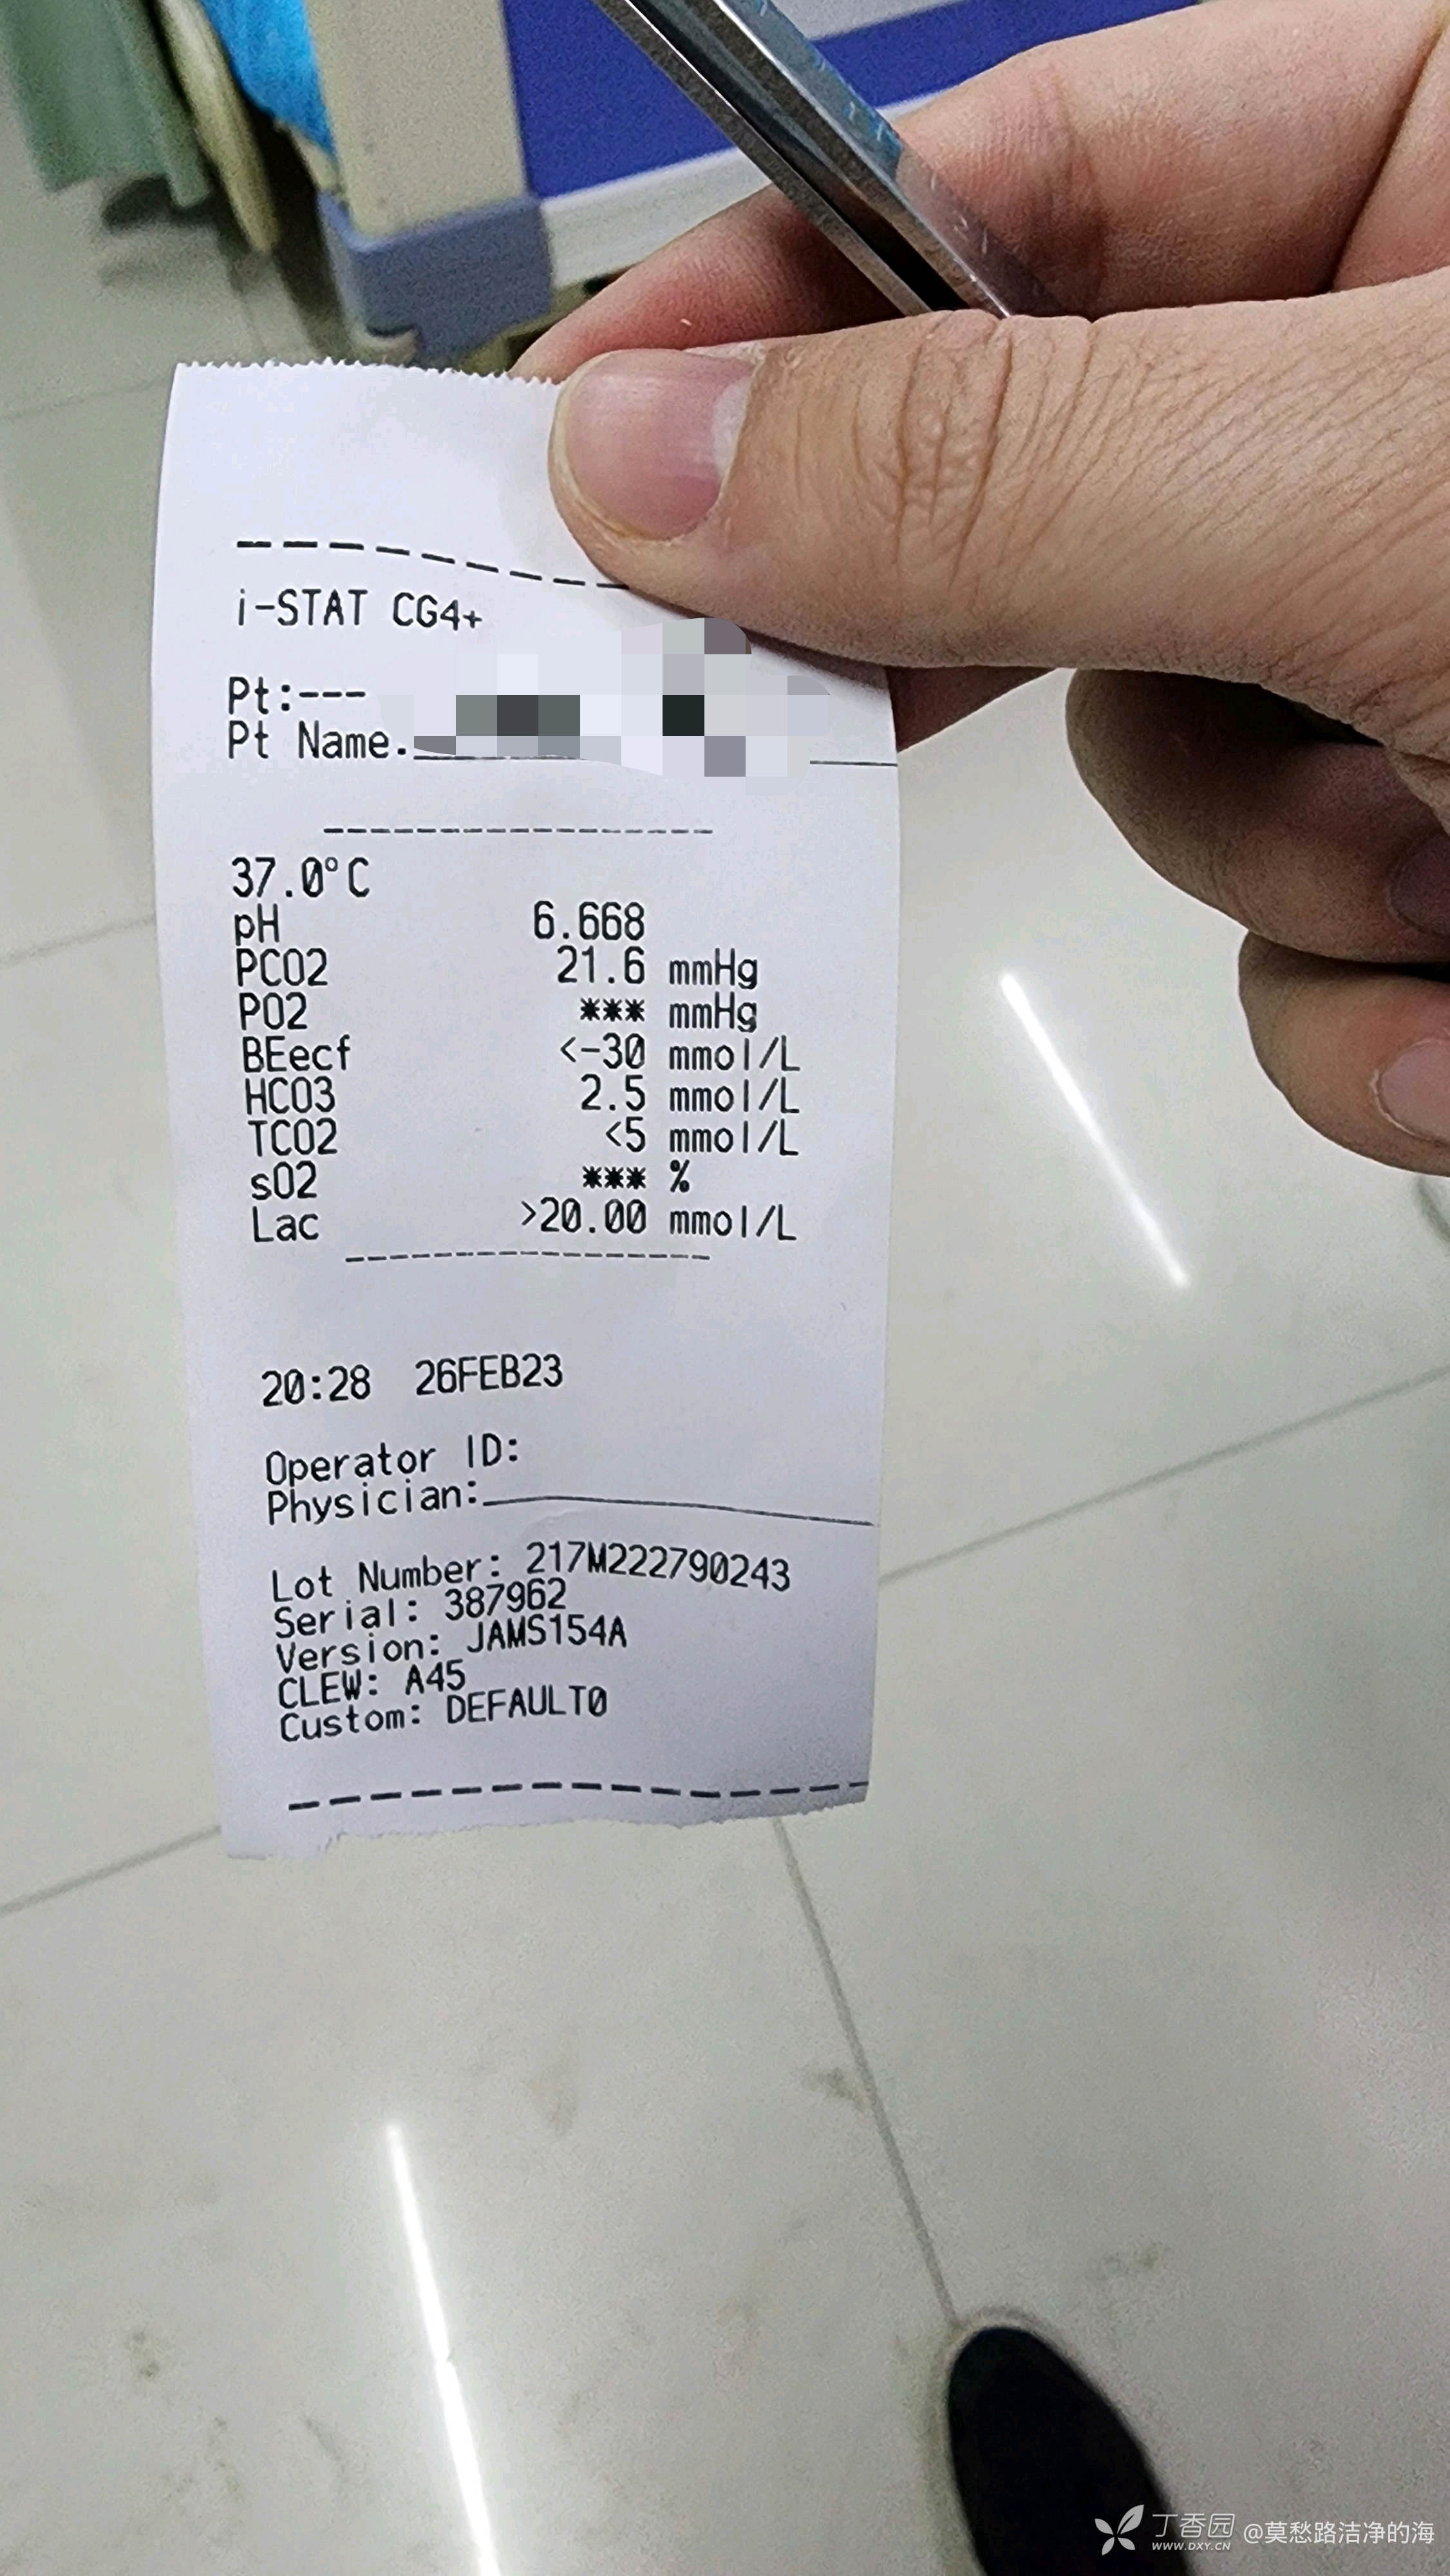 i-STAT CG4+
Pt:---
Pt Name.
37.0°C
pH 6.668
PCO2 21.6 mmHg
PO2 *** mmHg
BEecf <-30 mmol/L
HCO3 2.5 mmol/L
TCO2 <5 mmol/L
sO2 *** %
Lac >20.00 mmol/L
20:28 26FEB23
Operator ID:
Physician:
Lot Number: 217M222790243
Serial: 387962
Version: JAMS154A
CLEW: A45
Custom: DEFAULT0
丁香园 @莫愁路洁净的海
WWW.DXY.CN